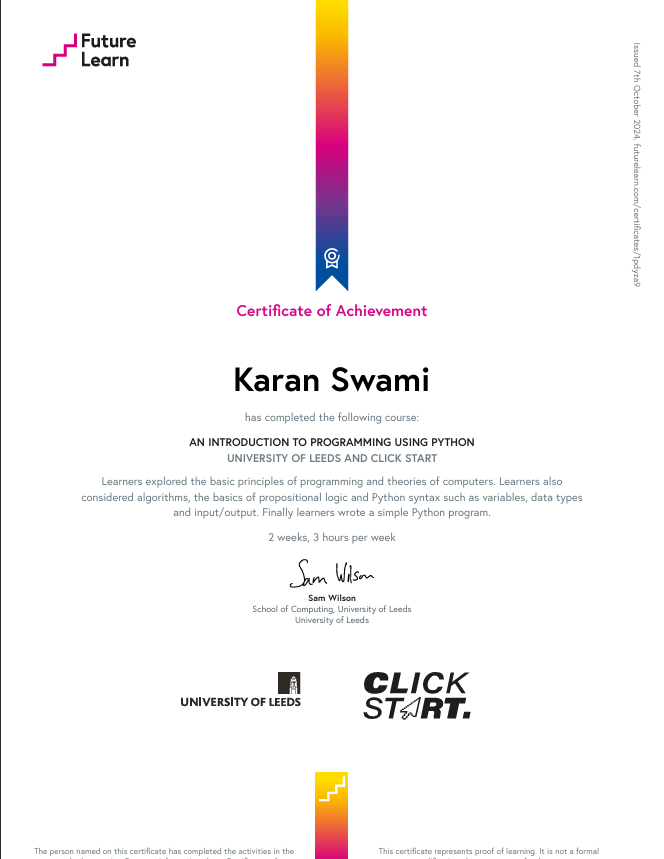 Future
Learn
Issued 7th October 2024. futurelearn.com/certificates/1pdyza9
Certificate of Achievement
Karan Swami
has completed the following course:
AN INTRODUCTION TO PROGRAMMING USING PYTHON
UNIVERSITY OF LEEDS AND CLICK START
Learners explored the basic principles of programming and theories of computers. Learners also
considered algorithms, the basics of propositional logic and Python syntax such as variables, data types
and input/output. Finally learners wrote a simple Python program.
2 weeks, 3 hours per week
Sam Wilson
Sam Wilson
School of Computing, University of Leeds
University of Leeds
UNIVERSITY OF LEEDS
CLICK
START.
The person named on this certificate has completed the activities in the
This certificate represents proof of learning. It is not a formal